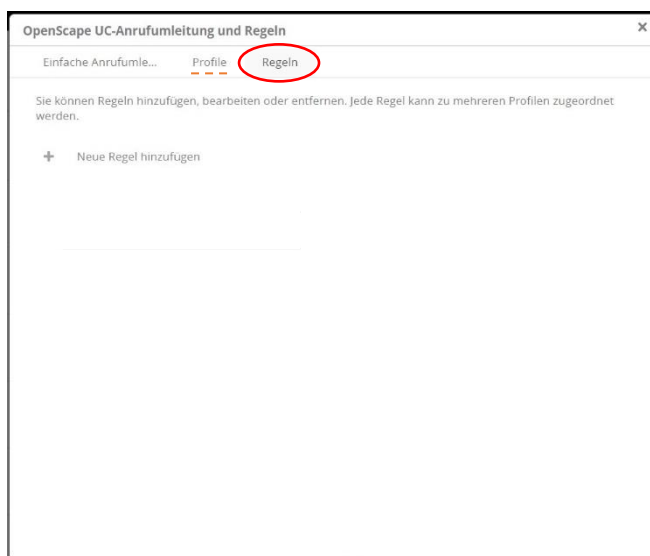 OpenScape UC-Anrufumleitung und Regeln
Einfache Anrufumle... Profile Regeln
Sie können Regeln hinzufügen, bearbeiten oder entfernen. Jede Regel kann zu mehreren Profilen zugeordnet
werden.
+ Neue Regel hinzufügen